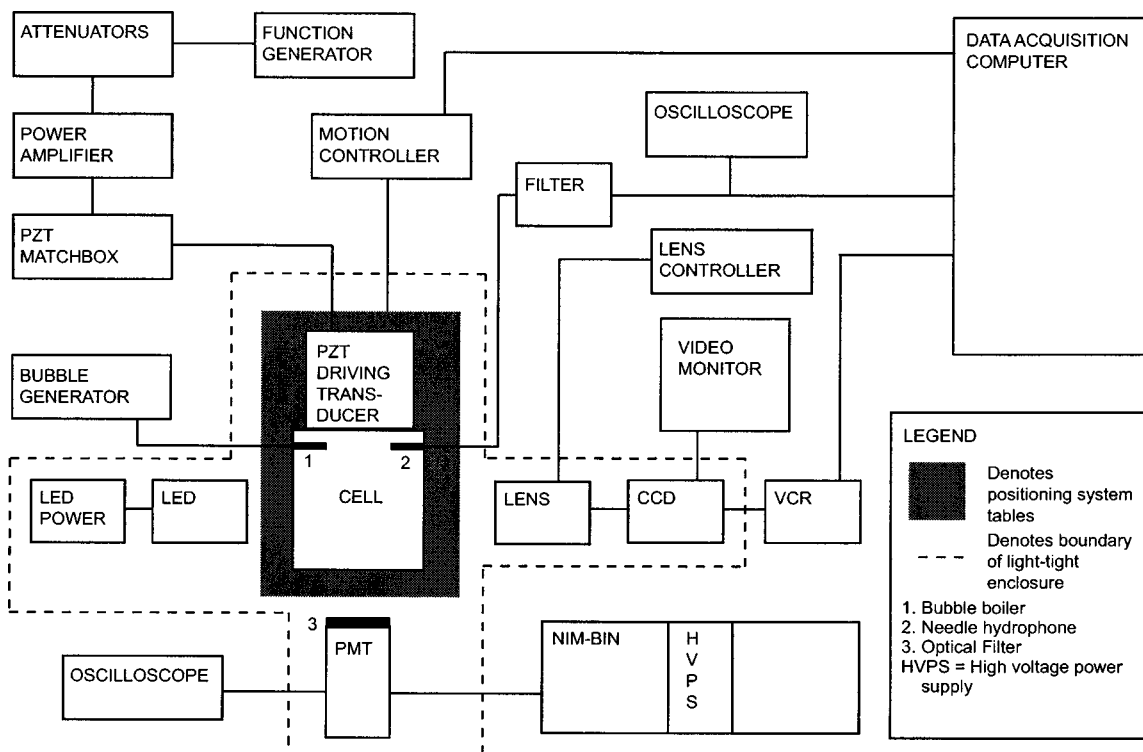 ATTENUATORS
FUNCTION
GENERATOR
DATA ACQUISITION
COMPUTER
OSCILLOSCOPE
POWER
AMPLIFIER
MOTION
CONTROLLER
FILTER
PZT
MATCHBOX
LENS
CONTROLLER
PZT
DRIVING
TRANS-
DUCER
VIDEO
MONITOR
BUBBLE
GENERATOR
1
2
CELL
LED
POWER
LED
LENS
CCD
VCR
LEGEND
Denotes
positioning system
tables
Denotes boundary
of light-tight
enclosure
1. Bubble boiler
2. Needle hydrophone
3. Optical Filter
HVPS = High voltage power
supply
3
PMT
OSCILLOSCOPE
NIM-BIN
H
V
P
S